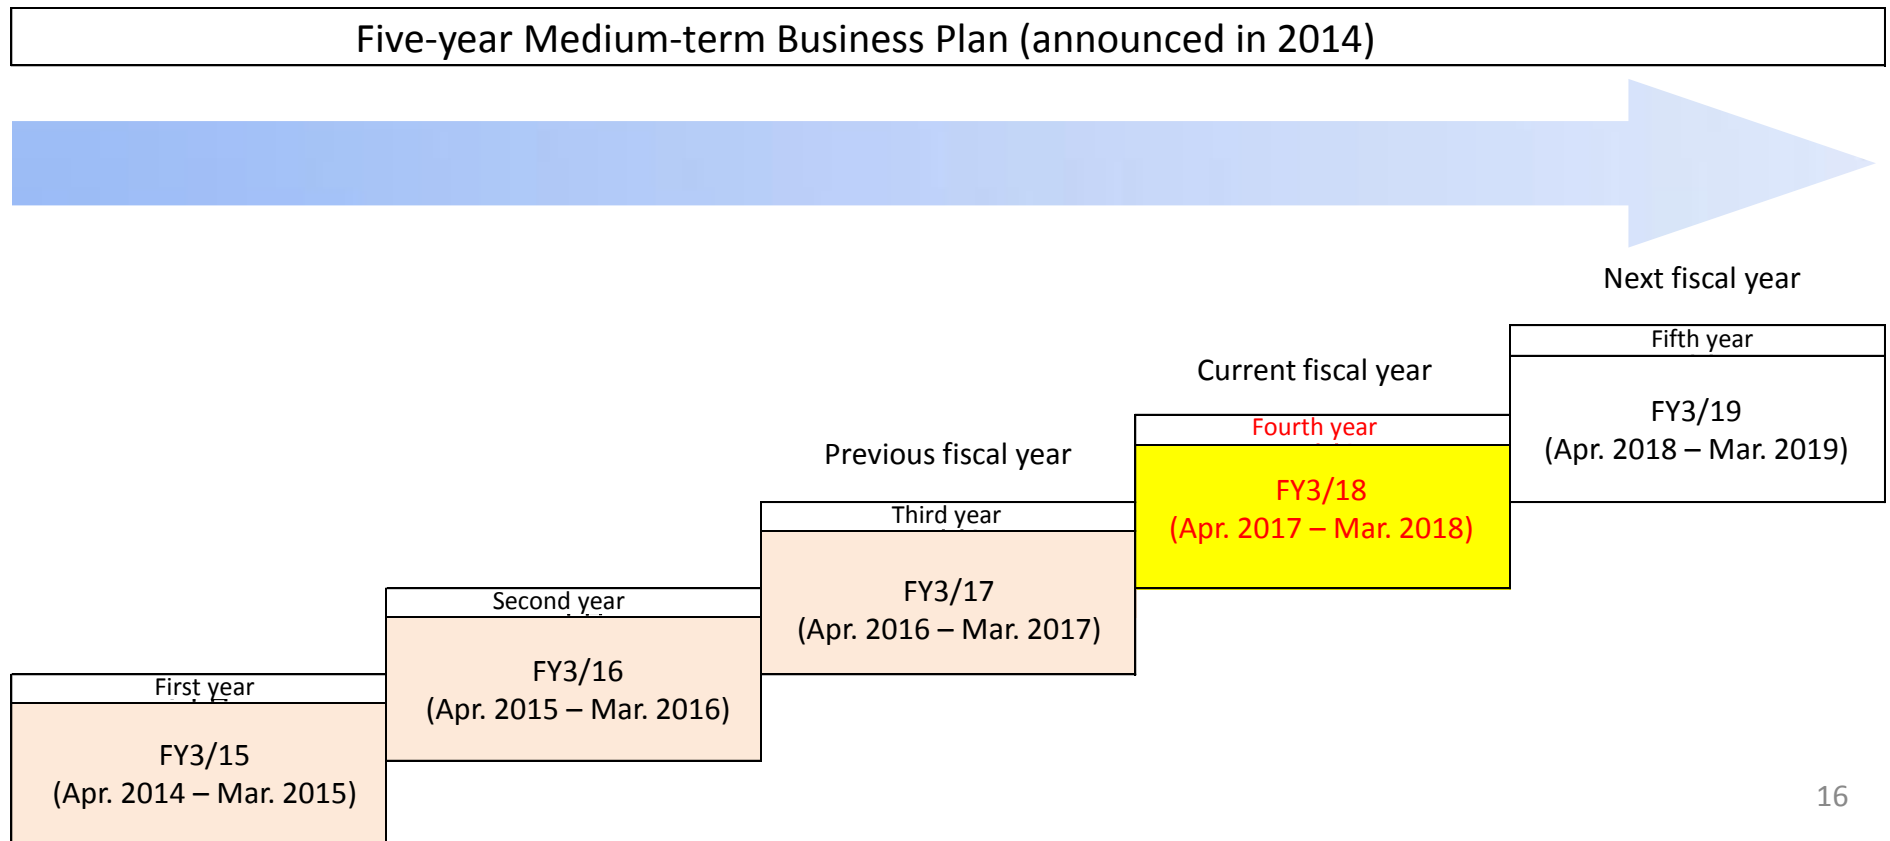 Five-year Medium-term Business Plan (announced in 2014)
Next fiscal year
Fifth year
FY3/19
(Apr. 2018 – Mar. 2019)
Current fiscal year
Fourth year
FY3/18
(Apr. 2017 – Mar. 2018)
Previous fiscal year
Third year
FY3/17
(Apr. 2016 – Mar. 2017)
Second year
FY3/16
(Apr. 2015 – Mar. 2016)
First year
FY3/15
(Apr. 2014 – Mar. 2015)
16